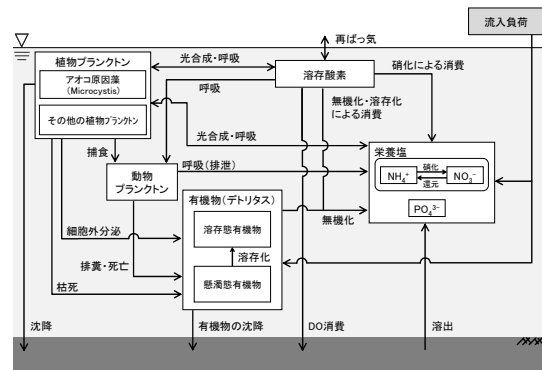 流入負荷
再ばっ気
植物プランクトン
アオコ原因藻
(Microcystis)
その他の植物プランクトン
光合成・呼吸
溶存酸素
硝化による消費
呼吸
無機化・溶存化
による消費
光合成・呼吸
捕食
栄養塩
硝化
NH₄⁺
NO₃⁻
還元
PO₄³⁻
動物
プランクトン
呼吸(排泄)
有機物(デトリタス)
溶存態有機物
無機化
細胞外分泌
溶存化
排糞・死亡
懸濁態有機物
枯死
沈降
有機物の沈降
DO消費
溶出